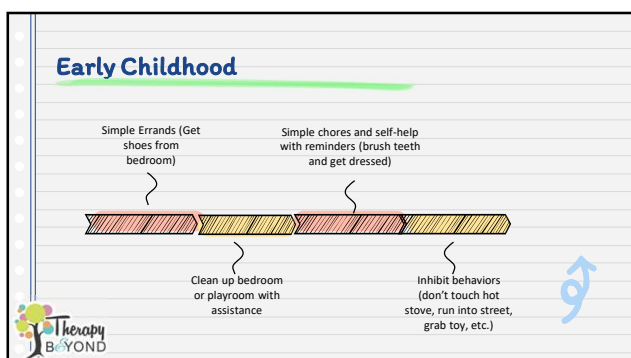 Early Childhood
Simple Errands (Get
shoes from
bedroom)
Simple chores and self-help
with reminders (brush teeth
and get dressed)
Clean up bedroom
or playroom with
assistance
Inhibit behaviors
(don't touch hot
stove, run into street,
grab toy, etc.)
Therapy
BEYOND